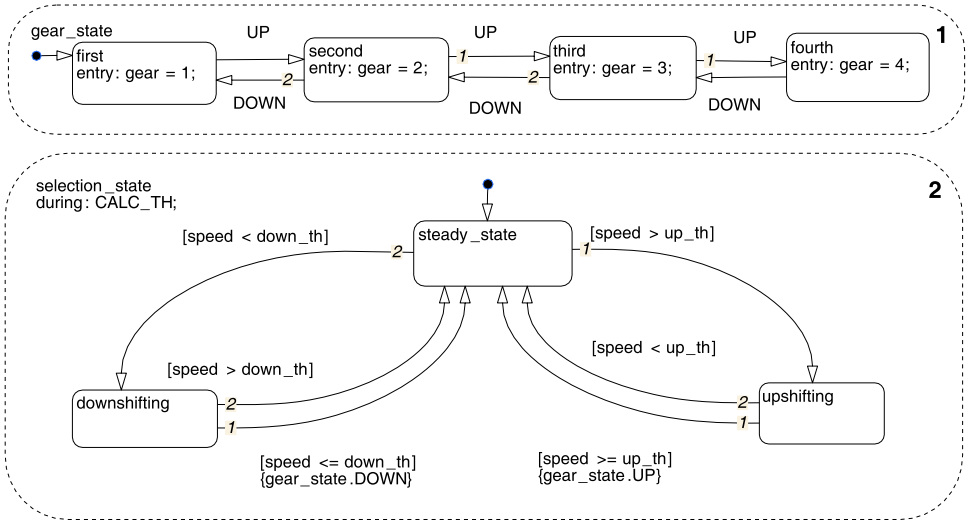 gear_state
UP
UP
UP
1
first
entry: gear = 1;
second
entry: gear = 2;
1
third
entry: gear = 3;
1
fourth
entry: gear = 4;
2
2
DOWN
DOWN
DOWN
selection_state
during: CALC_TH;
2
[speed < down_th]
2
steady_state
1
[speed > up_th]
[speed > down_th]
[speed < up_th]
downshifting
2
1
2
1
upshifting
[speed <= down_th]
{gear_state.DOWN}
[speed >= up_th]
{gear_state.UP}